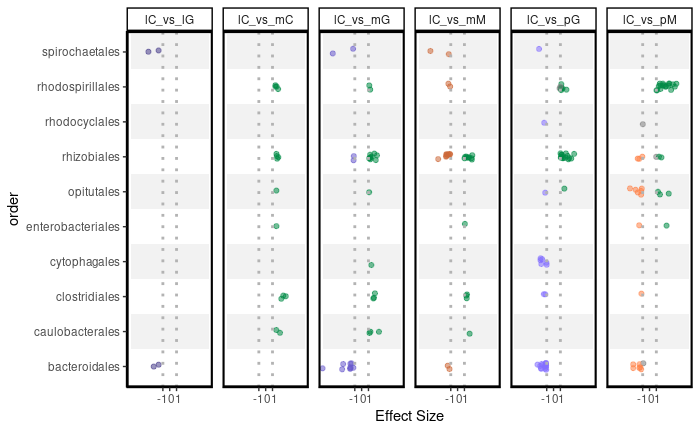 IC_vs_IG IC_vs_mC IC_vs_mG IC_vs_mM IC_vs_pG IC_vs_pM
order
spirochaetales
rhodospirillales
rhodocyclales
rhizobiales
opitutales
enterobacteriales
cytophagales
clostridiales
caulobacterales
bacteroidales
-101 -101 -101 -101 -101 -101
Effect Size